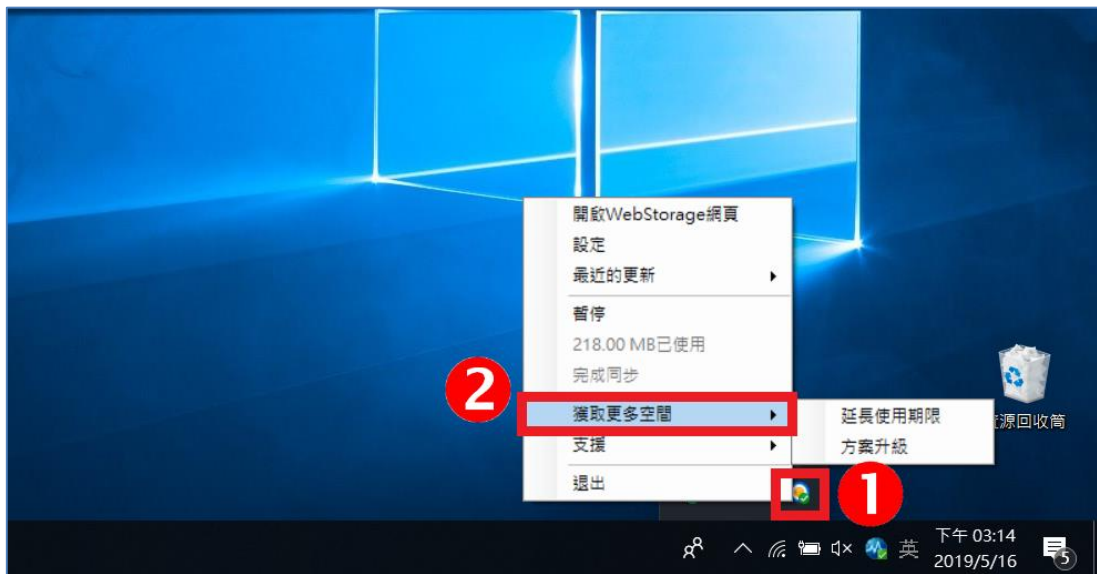 開啟WebStorage網頁
設定
最近的更新
暫停
218.00 MB已使用
完成同步
2
獲取更多空間
延長使用期限
源回收筒
支援
方案升級
退出
1
英
下午 03:14
2019/5/16
5